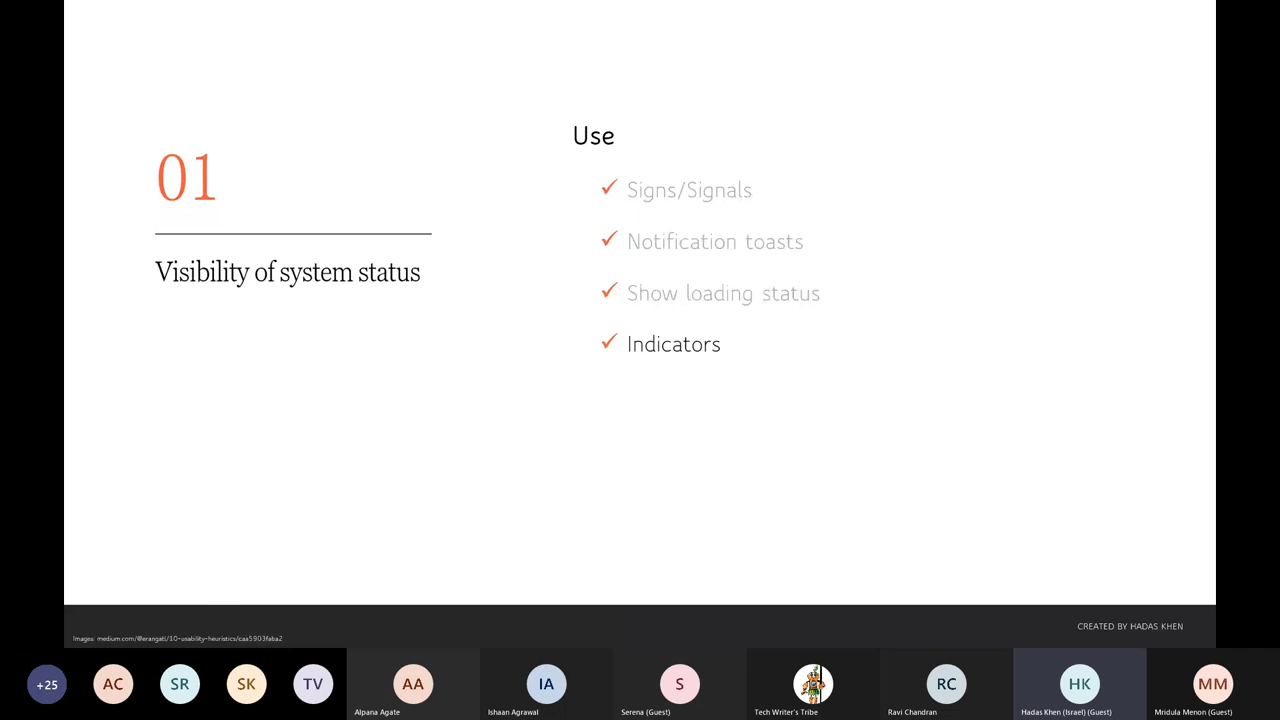 01
Visibility of system status
Use
✓ Signs/Signals
✓ Notification toasts
✓ Show loading status
✓ Indicators
Images: medium.com/@erangatl/10-usability-heuristics/caa5903faba2
CREATED BY HADAS KHEN
+25
AC
SR
SK
TV
AA
Alpana Agate
IA
Ishaan Agrawal
S
Serena (Guest)
Tech Writer's Tribe
RC
Ravi Chandran
HK
Hadas Khen (Israel) (Guest)
MM
Mridula Menon (Guest)